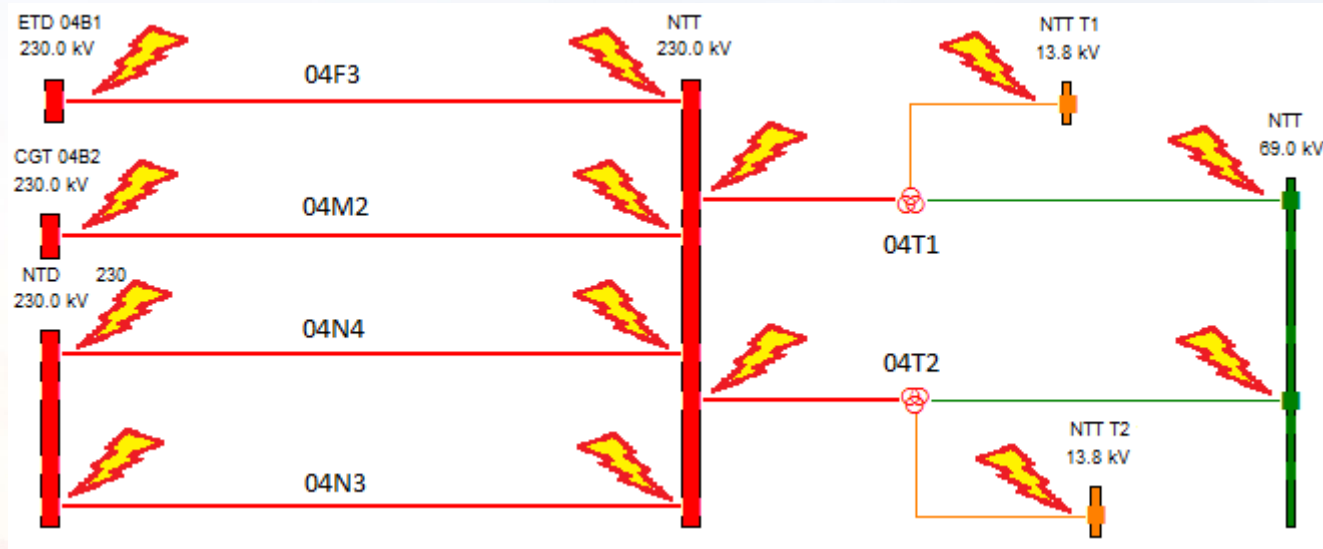 ETD 04B1
230.0 kV
04F3
NTT
230.0 kV
NTT T1
13.8 kV
NTT
69.0 kV
CGT 04B2
230.0 kV
04M2
04T1
NTD 230
230.0 kV
04N4
04T2
04N3
NTT T2
13.8 kV